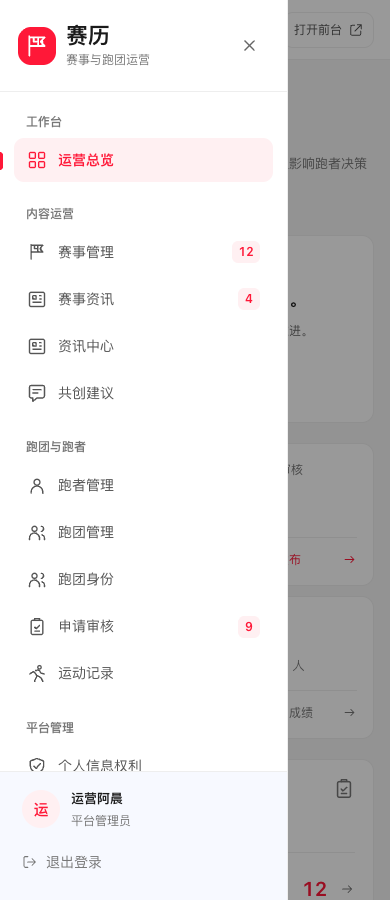 赛历
赛事与跑团运营
打开前台
工作台
运营总览
影响跑者决策
内容运营
赛事管理
12
赛事资讯
4
。
进。
资讯中心
共创建议
跑团与跑者
审核
跑者管理
跑团管理
布
跑团身份
申请审核
9
运动记录
人
成绩
平台管理
个人信息权利
运
运营阿晨
平台管理员
退出登录
12